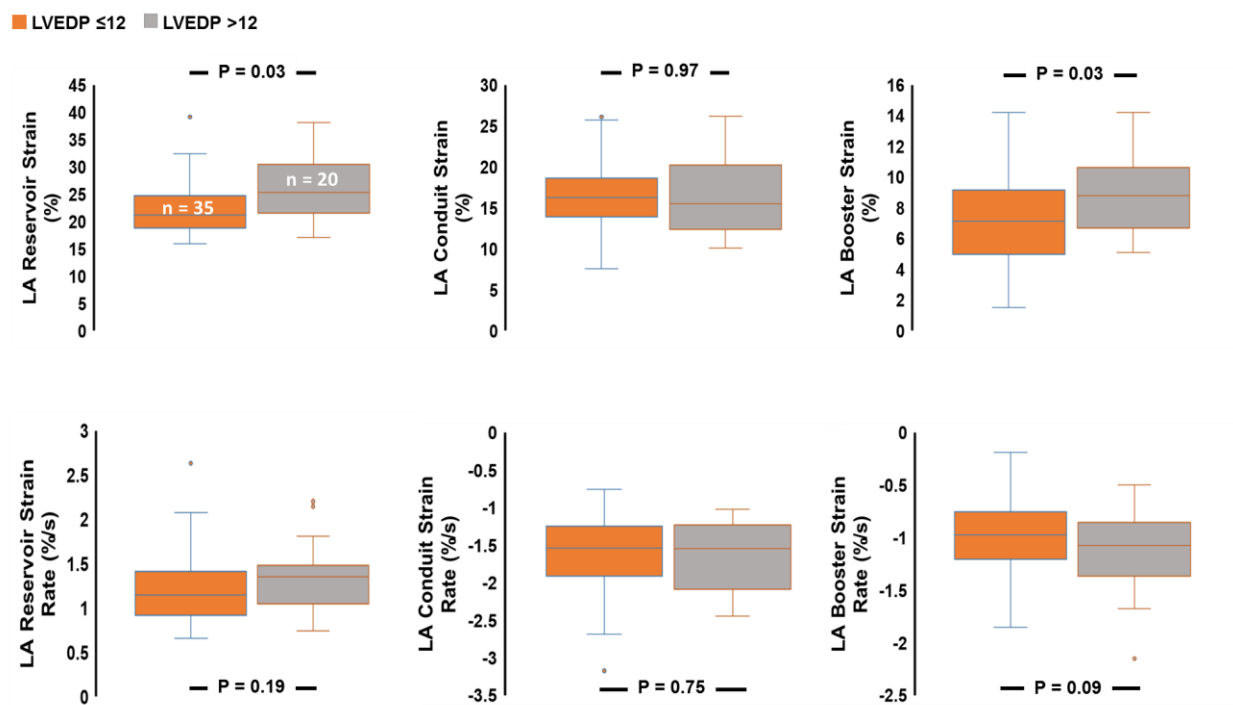 LVEDP ≤12 LVEDP >12
P = 0.03
LA Reservoir Strain
(%)
45
40
35
30
25
20
15
10
5
0
n = 35
n = 20
P = 0.97
LA Conduit Strain
(%)
30
25
20
15
10
5
0
P = 0.03
LA Booster Strain
(%)
16
14
12
10
8
6
4
2
0
LA Reservoir Strain
Rate (%/s)
3
2.5
2
1.5
1
0.5
0
P = 0.19
LA Conduit Strain
Rate (%/s)
0
-0.5
-1
-1.5
-2
-2.5
-3
-3.5
P = 0.75
LA Booster Strain
Rate (%/s)
0
-0.5
-1
-1.5
-2
-2.5
P = 0.09